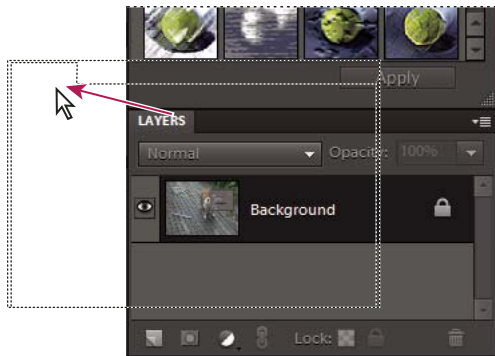 Apply
LAYERS
Normal Opacity: 100%
Background
Lock: